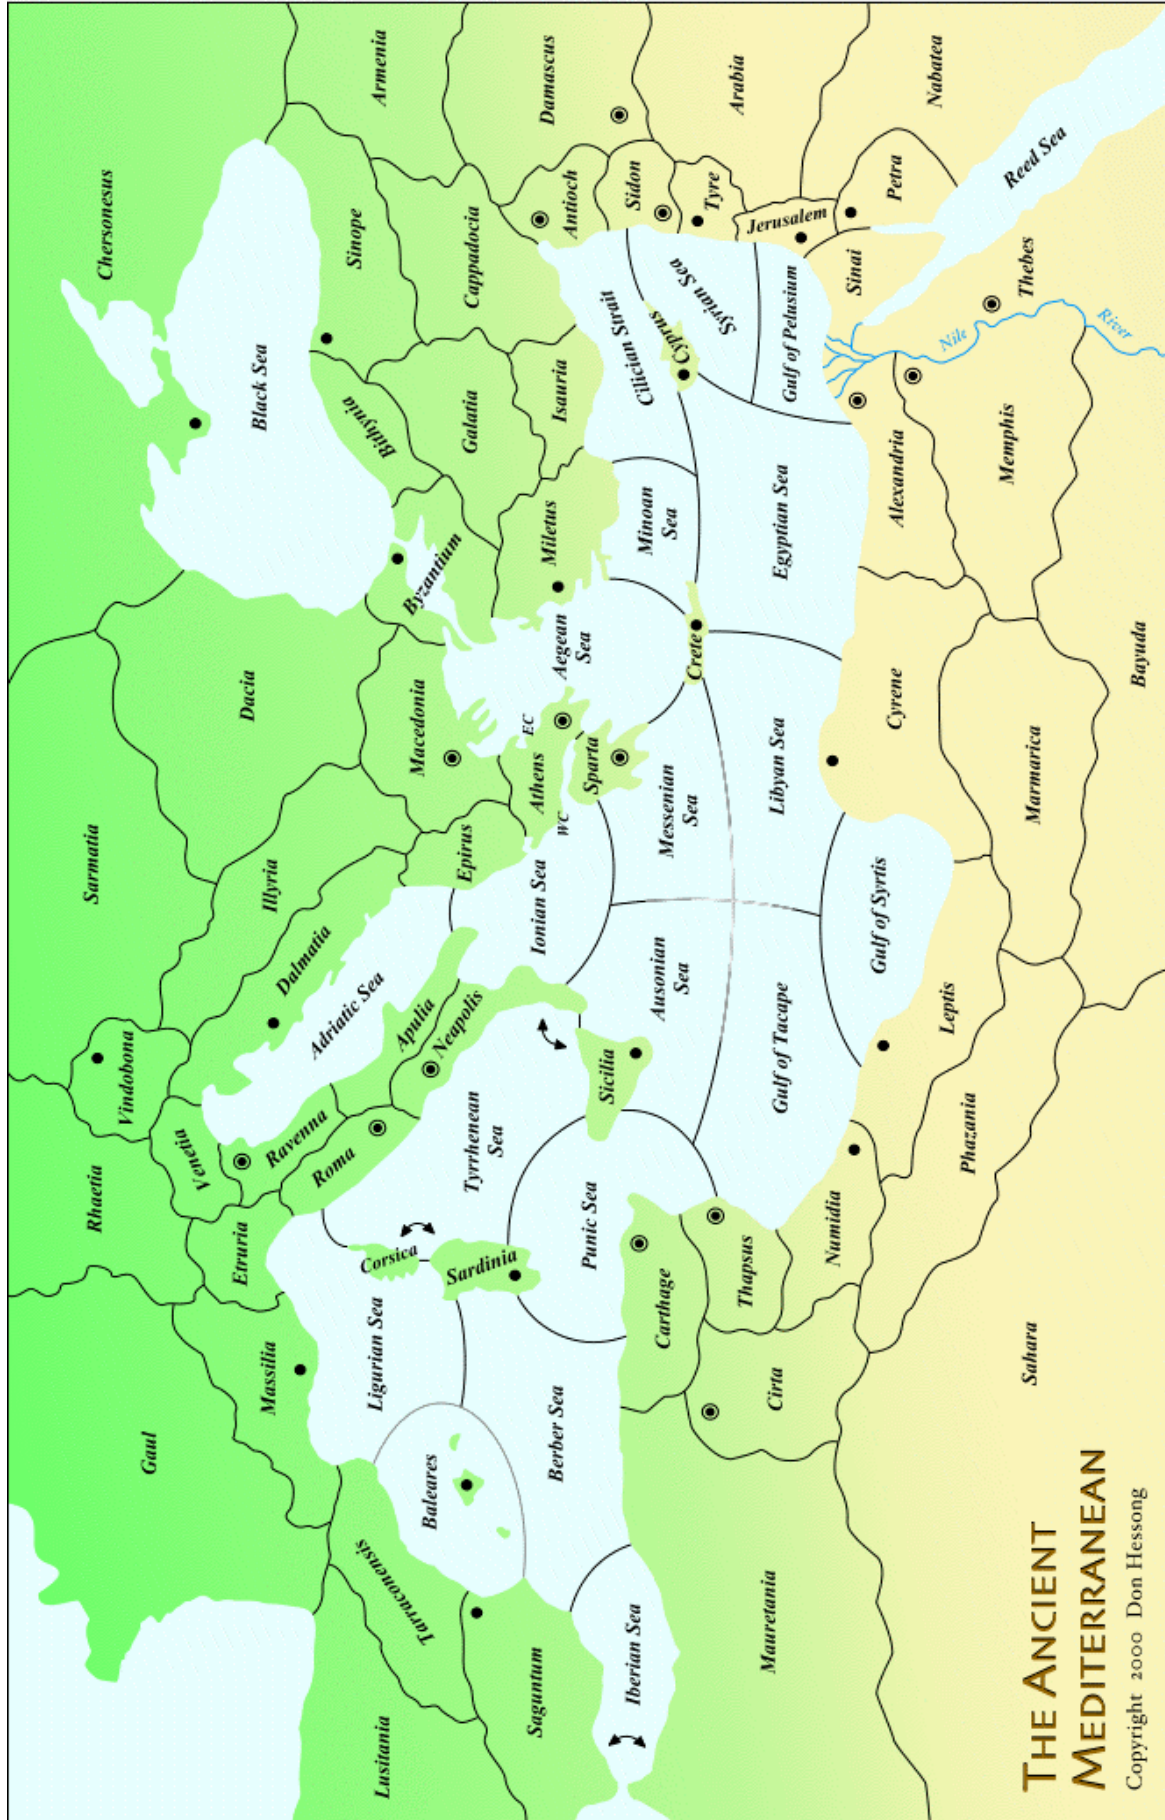 Chersonesus
Armenia
Damascus
Arabia
Nabatea
Sinope
Cappadocia
Antioch
Sidon
Tyre
Jerusalem
Petra
Reed Sea
Black Sea
Bithynia
Galatia
Isauria
Cilician Strait
Cyprus
Syrian Sea
Gulf of Pelusium
Sinai
Thebes
Nile
River
Byzantium
Miletus
Minoan
Sea
Egyptian Sea
Alexandria
Memphis
Dacia
Macedonia
Aegean
Sea
EC
Athens
WC
Sparta
Crete
Messenian
Sea
Libyan Sea
Cyrene
Marmarica
Bayuda
Sarmatia
Illyria
Dalmatia
Epirus
Ionian Sea
Adriatic Sea
Apulia
Neapolis
Ausonian
Sea
Gulf of Syrtis
Leptis
Vindobona
Venetia
Ravenna
Roma
Tyrrhenean
Sea
Sicilia
Gulf of Tacape
Phazania
Rhaetia
Etruria
Corsica
Sardinia
Punic Sea
Carthage
Thapsus
Numidia
Gaul
Massilia
Ligurian Sea
Baleares
Berber Sea
Cirta
Sahara
Tarraconensis
Lusitania
Saguntum
Iberian Sea
Mauretania
THE ANCIENT
MEDITERRANEAN
Copyright 2000 Don Hessong